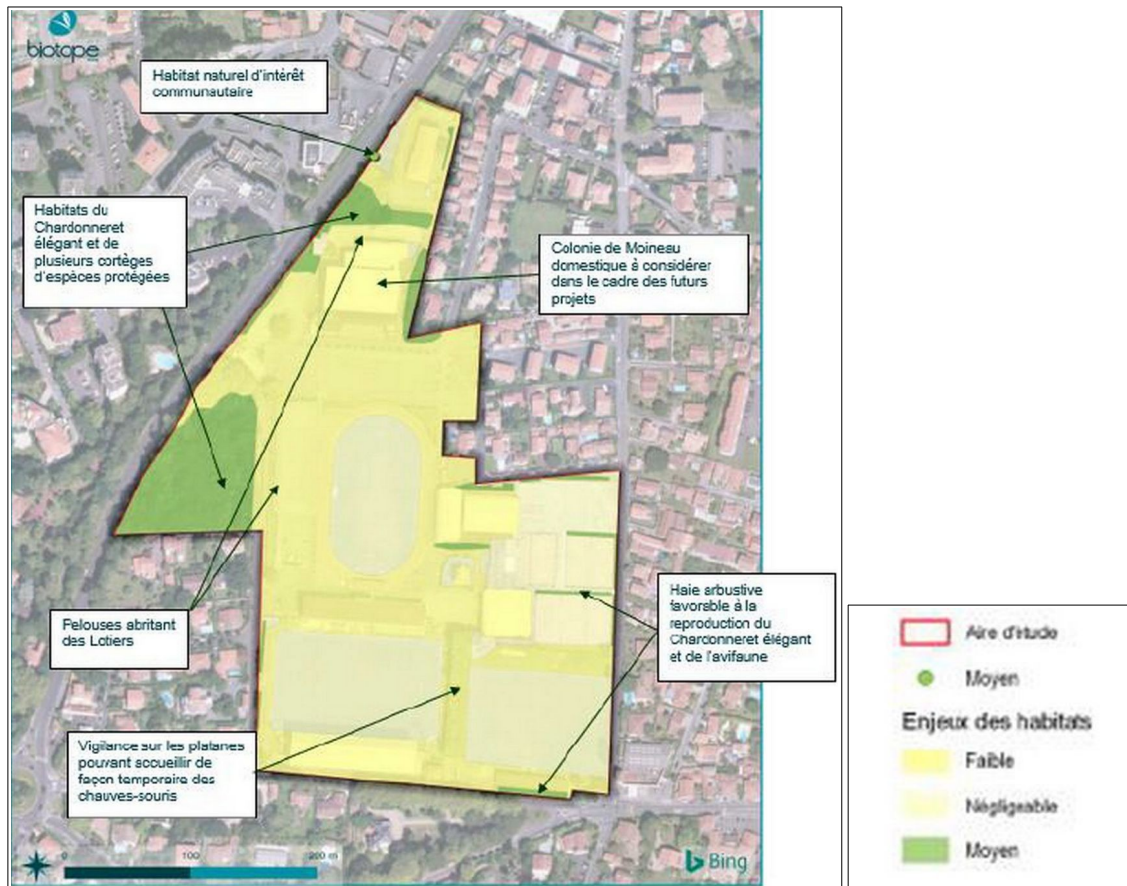 biotope
Habitat naturel d'intérêt
communautaire
Habitats du
Chardonneret
élégant et de
plusieurs cortèges
d'espèces protégées
Colonie de Moineau
domestique à considérer
dans le cadre des futurs
projets
Pelouses abritant
des Lotiers
Haie arbustive
favorable à la
reproduction du
Chardonneret élégant
et de l'avifaune
Vigilance sur les platanes
pouvant accueillir de
façon temporaire des
chauves-souris
0 100 200 m
Bing
Aire d'étude
Moyen
Enjeux des habitats
Faible
Négligeable
Moyen